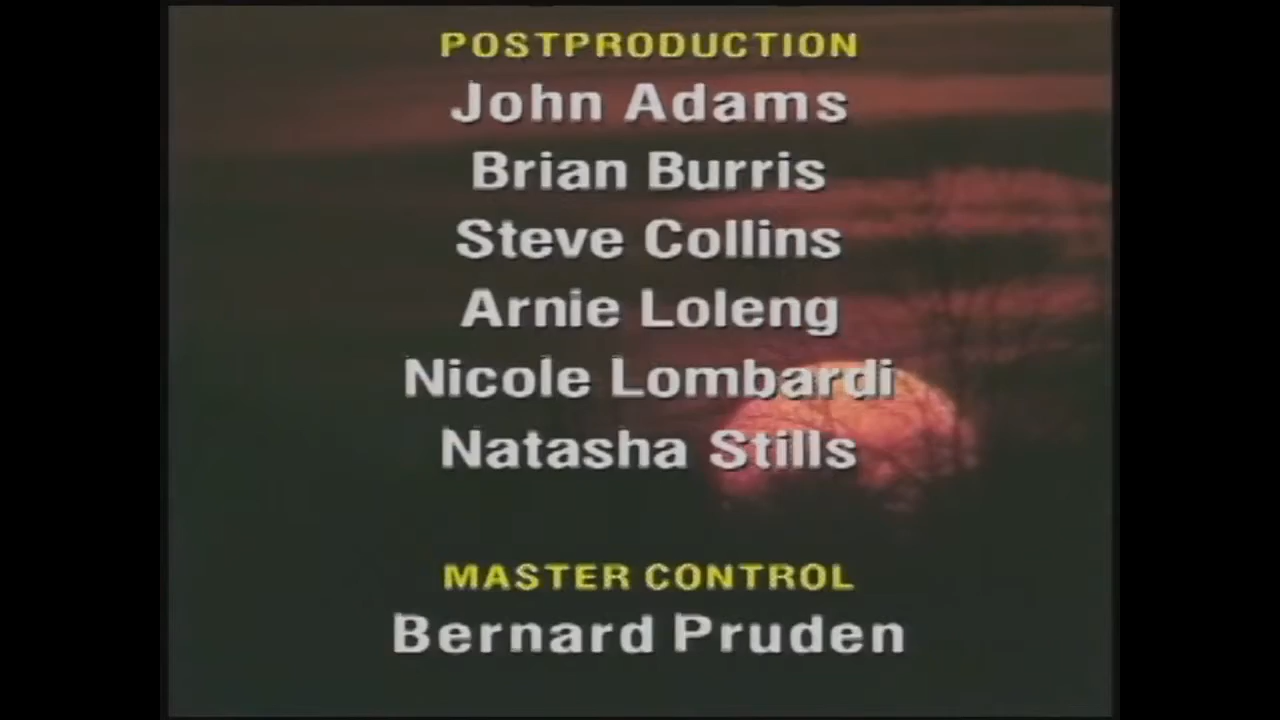 POSTPRODUCTION
John Adams
Brian Burris
Steve Collins
Arnie Loleng
Nicole Lombardi
Natasha Stills
MASTER CONTROL
Bernard Pruden